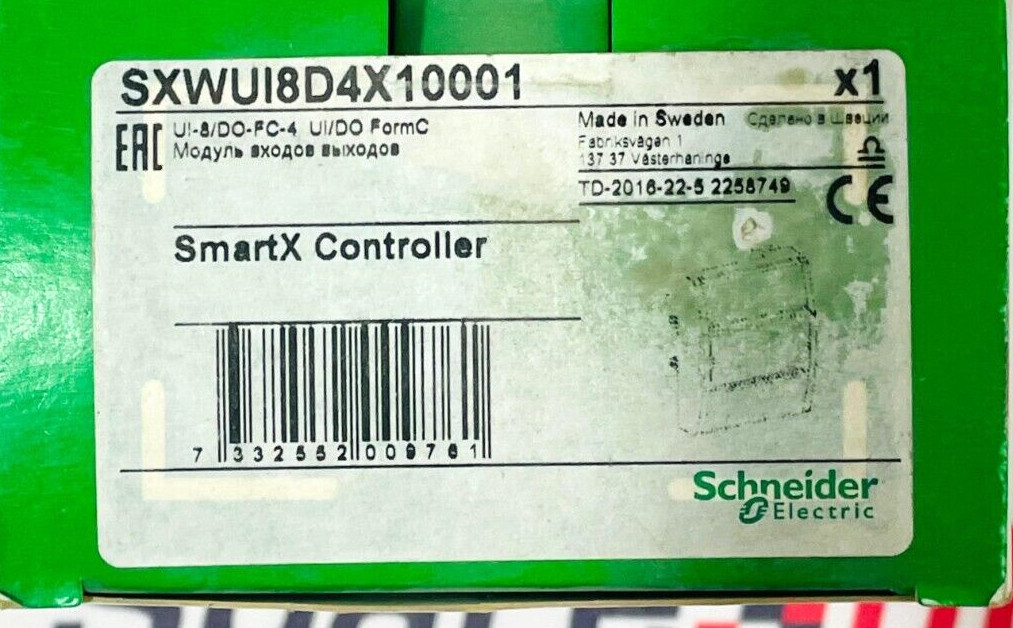 SXWUI8D4X10001 x1
EAC UI-8/DO-FC-4 UI/DO FormC
Модуль входов выходов
Made in Sweden Сделано в Швеции
Fabriksvägen 1
137 37 Västerhaninge
TD-2016-22-5 2258749
CE
SmartX Controller
7 332552 009761
Schneider
Electric